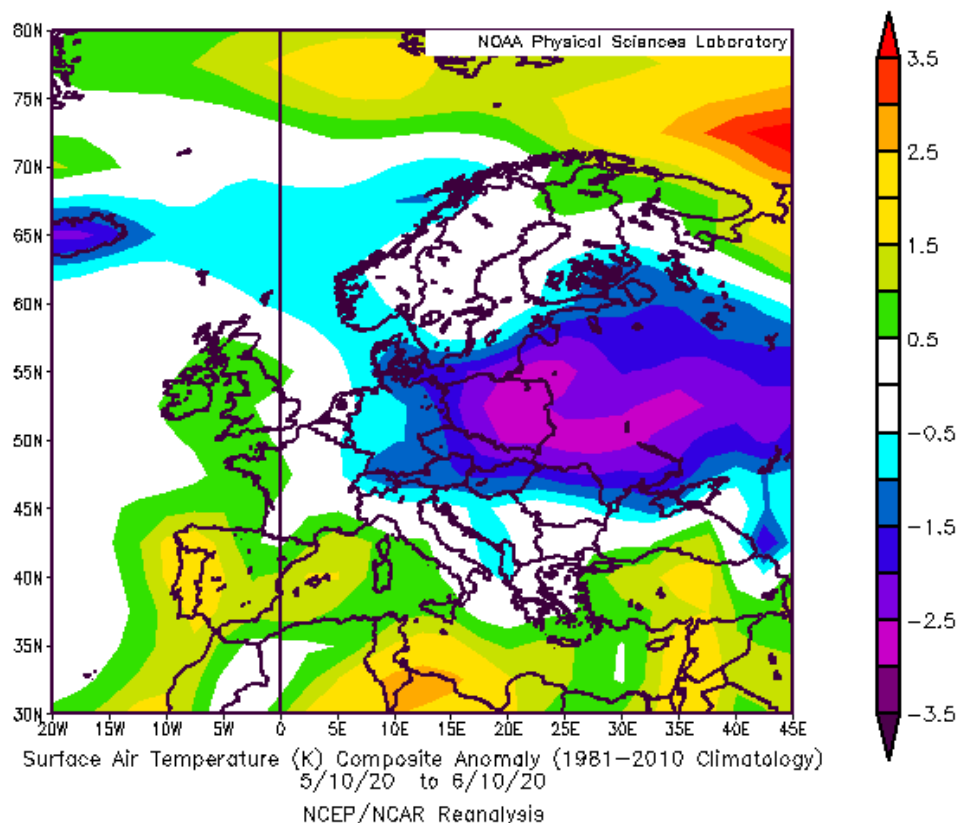 NOAA Physical Sciences Laboratory
80N
75N
70N
65N
60N
55N
50N
45N
40N
35N
30N
20W 15W 10W 5W 0 5E 10E 15E 20E 25E 30E 35E 40E 45E
3.5
2.5
1.5
0.5
-0.5
-1.5
-2.5
-3.5
Surface Air Temperature (K) Composite Anomaly (1981-2010 Climatology)
5/10/20 to 6/10/20
NCEP/NCAR Reanalysis